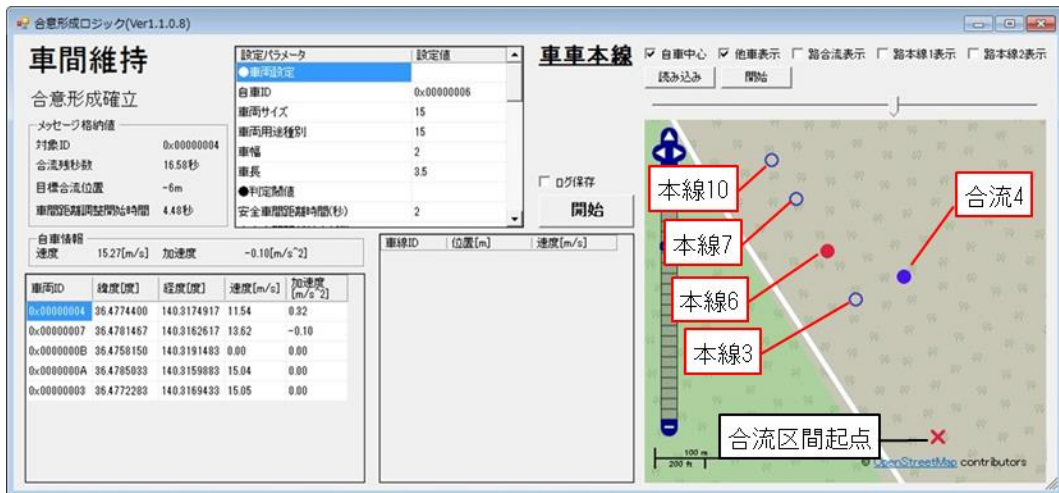 合意形成ロジック(Ver1.1.0.8)
車間維持
合意形成確立
メッセージ格納値
対象ID 0x00000004
合流残秒数 16.58秒
目標合流位置 -6m
車間距離調整開始時間 4.48秒
設定パラメータ 設定値
●車両設定
自車ID 0x00000006
車両サイズ 15
車両用途種別 15
車幅 2
車長 3.5
●判定閾値
安全車間距離時間(秒) 2
車車本線
ログ保存
開始
自車中心 他車表示 路合流表示 路本線1表示 路本線2表示
読み込み 開始
自車情報
速度 15.27[m/s] 加速度 -0.10[m/s^2]
車両ID 緯度[度] 経度[度] 速度[m/s] 加速度[m/s^2]
0x00000004 36.4774400 140.3174917 11.54 0.32
0x00000007 36.4781467 140.3162617 13.62 -0.10
0x0000000B 36.4758150 140.3191483 0.00 0.00
0x0000000A 36.4785033 140.3159883 15.04 0.00
0x00000003 36.4772283 140.3169433 15.05 0.00
車線ID 位置[m] 速度[m/s]
本線10
合流4
本線7
本線6
本線3
合流区間起点
100 m
200 ft
© OpenStreetMap contributors